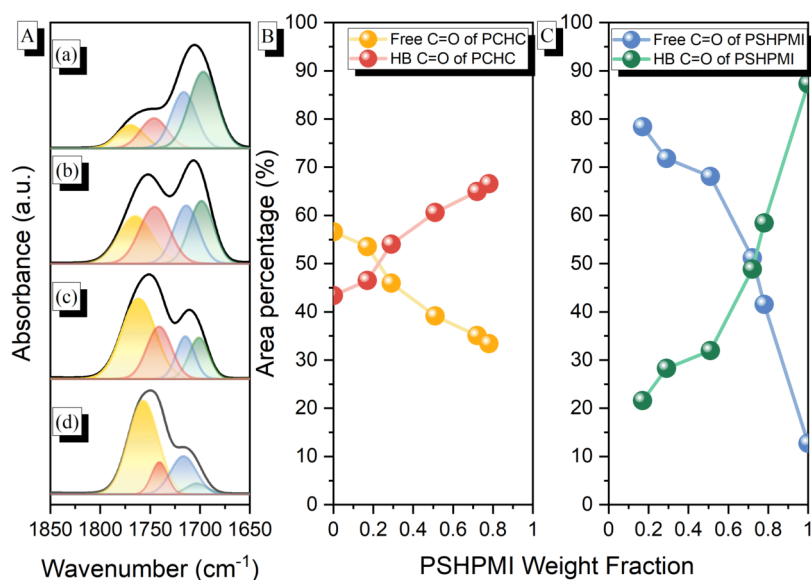 A
(a)
(b)
(c)
(d)
Absorbance (a.u.)
1850 1800 1750 1700 1650
Wavenumber (cm⁻¹)
B
Free C=O of PCHC
HB C=O of PCHC
Area percentage (%)
100
90
80
70
60
50
40
30
20
10
0
0 0.2 0.4 0.6 0.8 1
C
Free C=O of PSHPMI
HB C=O of PSHPMI
100
90
80
70
60
50
40
30
20
10
0
0.2 0.4 0.6 0.8 1
PSHPMI Weight Fraction